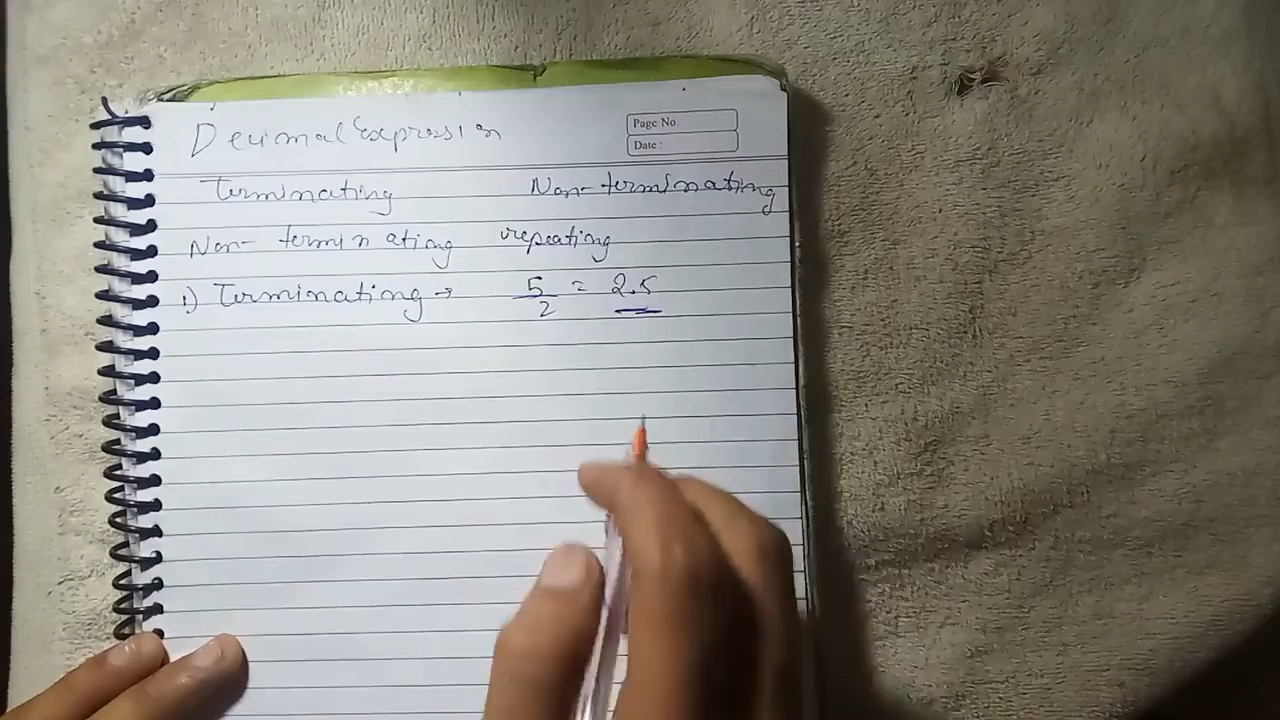 Decimal Expression
Page No.
Date :
Terminating Non-terminating
Non-terminating repeating
1) Terminating → 5/2 = 2.5